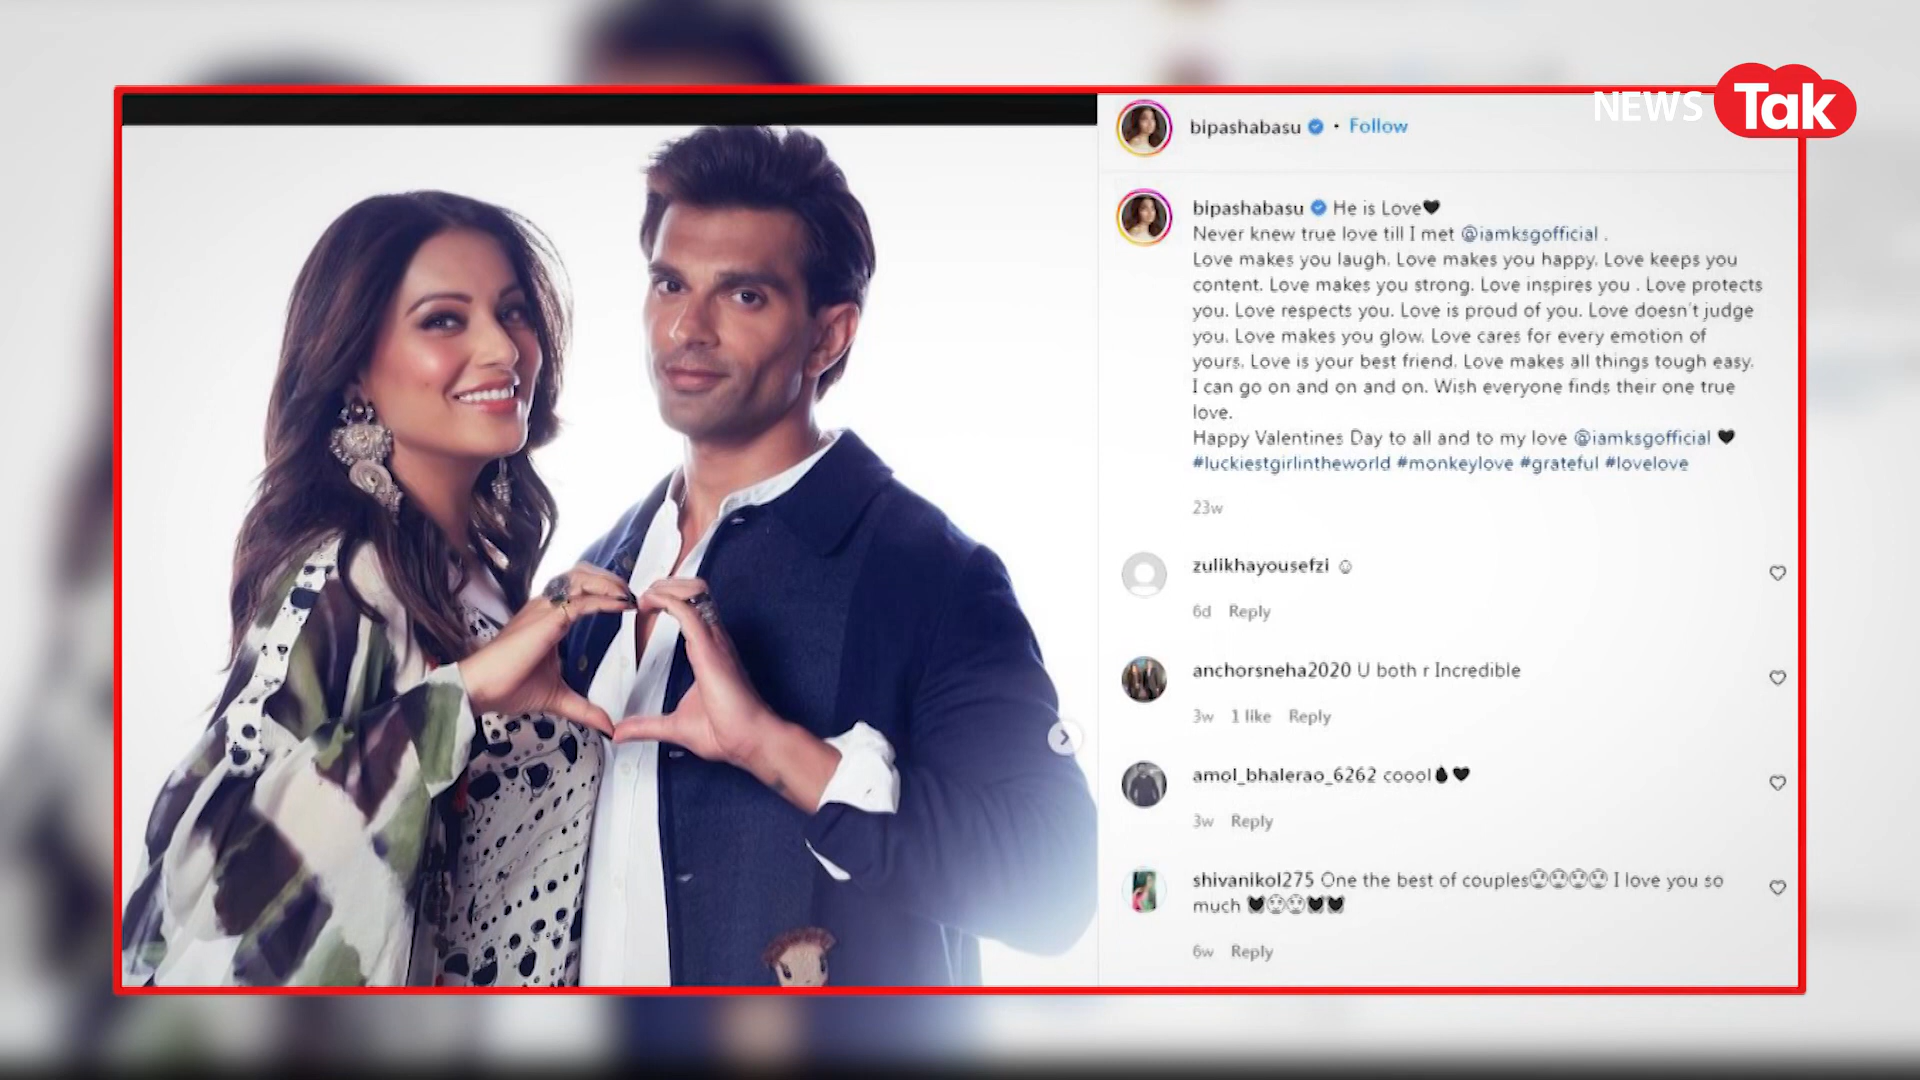 NEWS Tak
bipashabasu • Follow
bipashabasu He is Love🖤
Never knew true love till I met @iamksgofficial .
Love makes you laugh. Love makes you happy. Love keeps you
content. Love makes you strong. Love inspires you . Love protects
you. Love respects you. Love is proud of you. Love doesn't judge
you. Love makes you glow. Love cares for every emotion of
yours. Love is your best friend. Love makes all things tough easy.
I can go on and on and on. Wish everyone finds their one true
love.
Happy Valentines Day to all and to my love @iamksgofficial 🖤
#luckiestgirlintheworld #monkeylove #grateful #lovelove
23w
zulikhayousefzi ☺
6d Reply
anchorsneha2020 U both r Incredible
3w 1 like Reply
amol_bhalerao_6262 coool
3w Reply
shivanikol275 One the best of couples I love you so
much
6w Reply